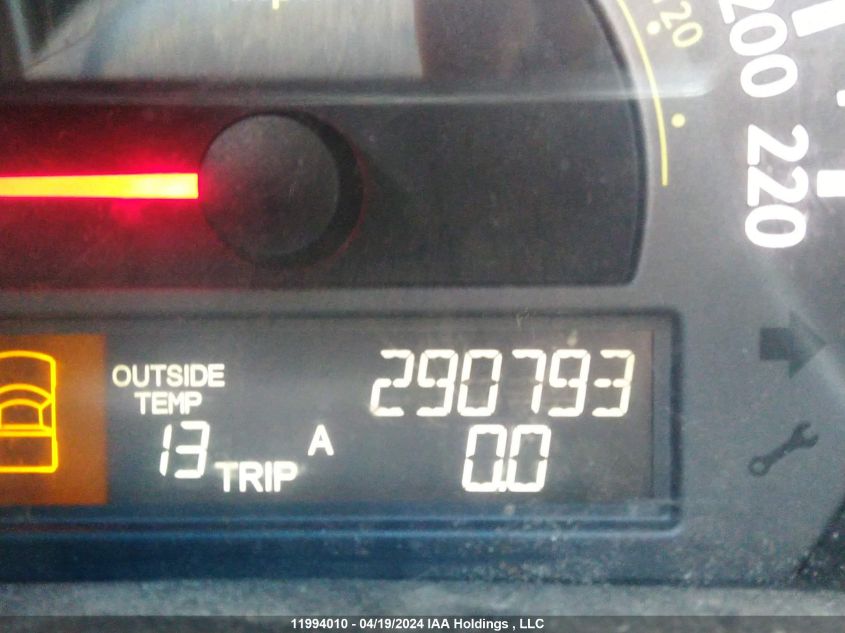 120
200
220
OUTSIDE
TEMP
290793
13
TRIP A
0.0
11994010 - 04/19/2024 IAA Holdings , LLC